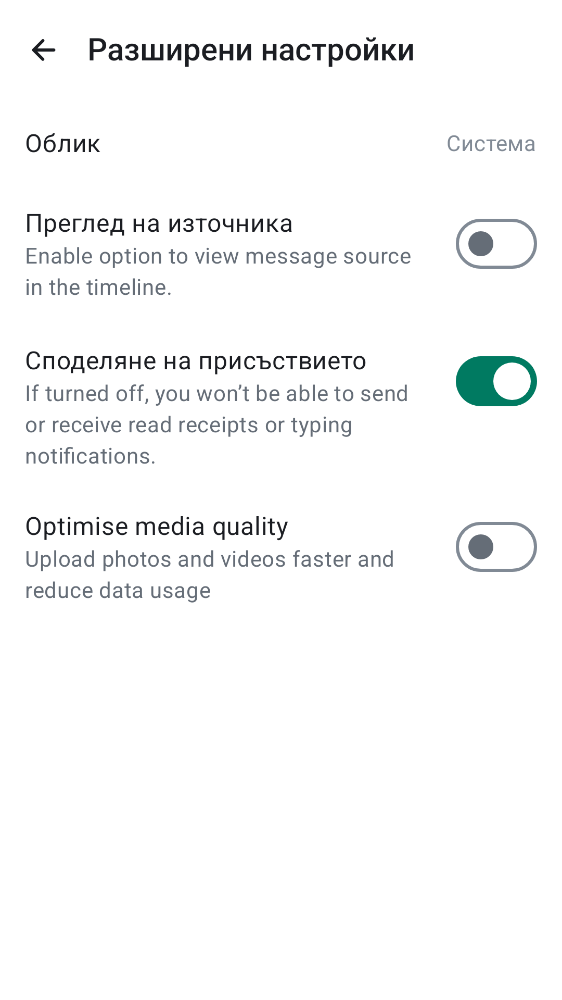 Разширени настройки
Облик
Система
Преглед на източника
Enable option to view message source
in the timeline.
Споделяне на присъствието
If turned off, you won’t be able to send
or receive read receipts or typing
notifications.
Optimise media quality
Upload photos and videos faster and
reduce data usage